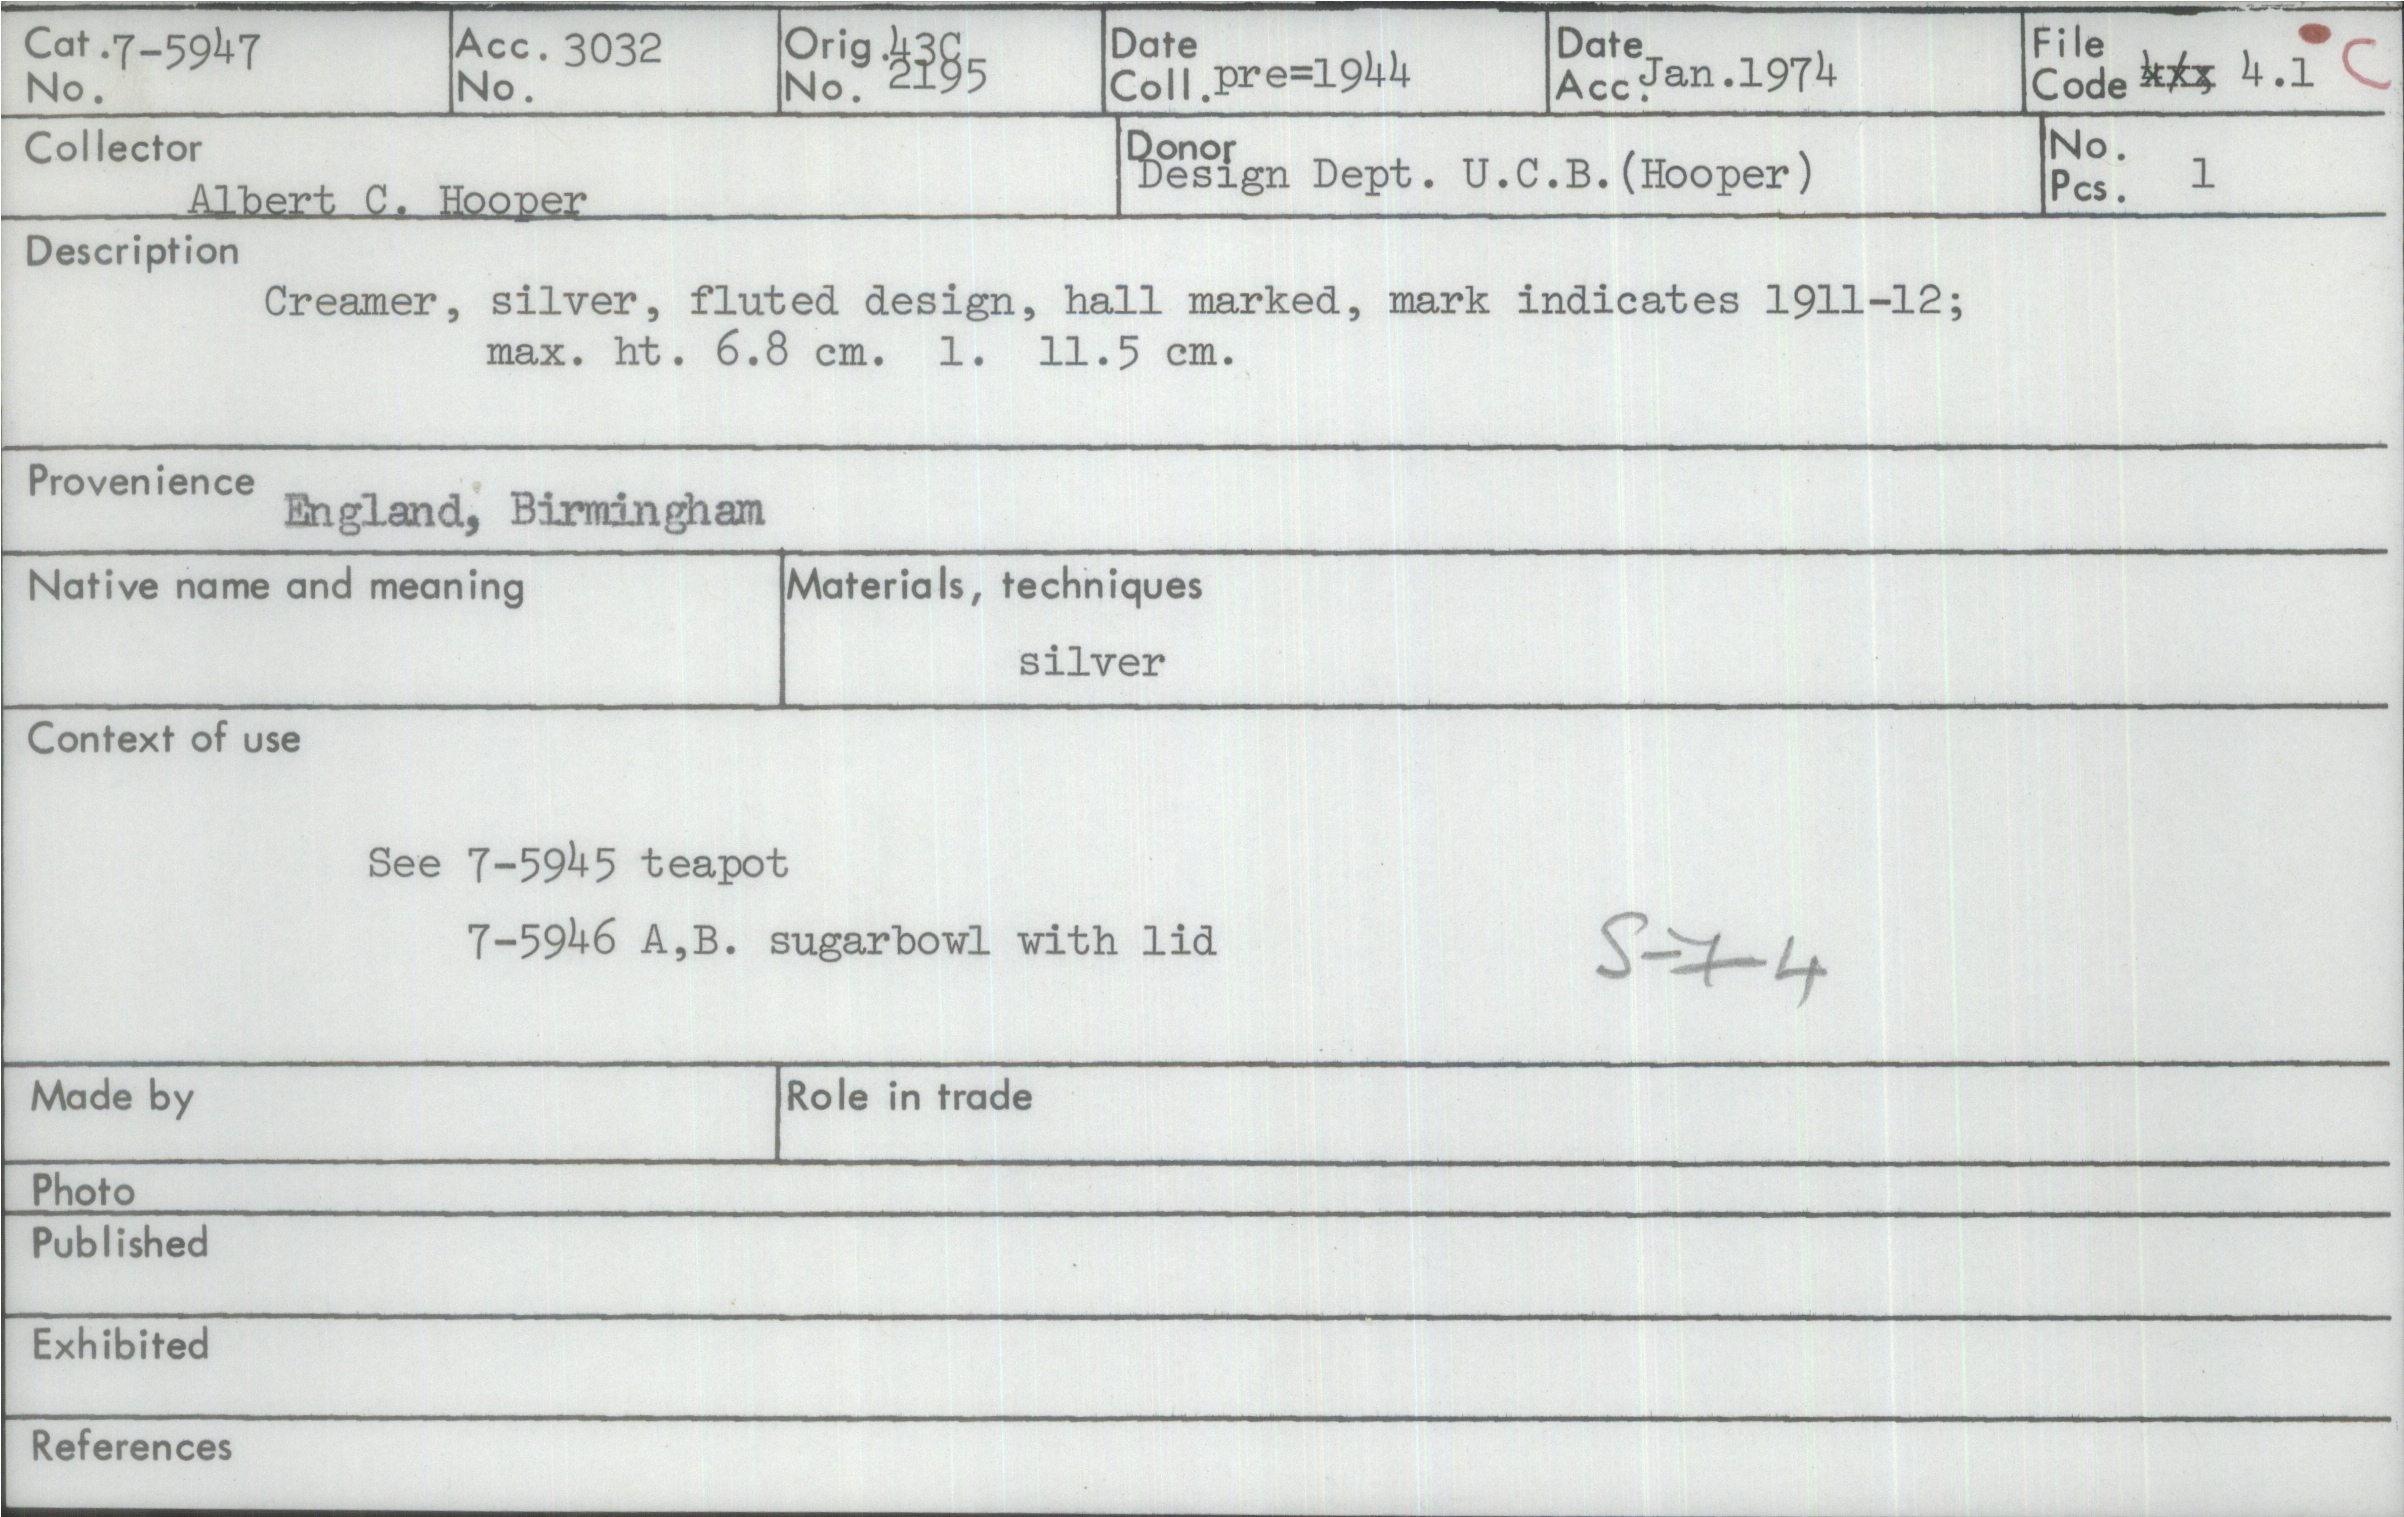 Cat. 7-5947
No.
Acc. 3032
No.
Orig. 43C
No. 2195
Date
Coll. pre=1944
Date
Acc. Jan.1974
File
Code 4.1 C
Collector
Albert C. Hooper
Donor
Design Dept. U.C.B.(Hooper)
No.
Pcs. 1
Description
Creamer, silver, fluted design, hall marked, mark indicates 1911-12;
max. ht. 6.8 cm. l. 11.5 cm.
Provenience
England, Birmingham
Native name and meaning
Materials, techniques
silver
Context of use
See 7-5945 teapot
7-5946 A,B. sugarbowl with lid
S-7-4
Made by
Role in trade
Photo
Published
Exhibited
References